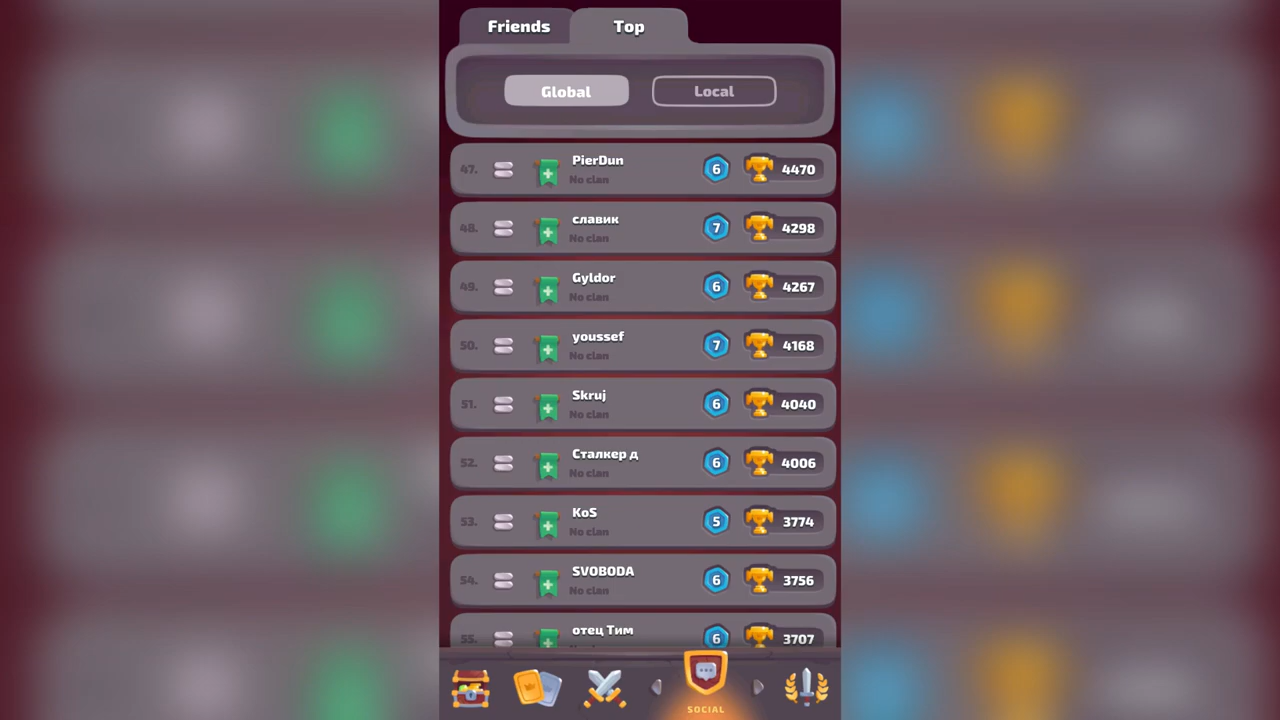 Friends Top
Global Local
47. PierDun 6 4470
No clan
48. славик 7 4298
No clan
49. Gyldor 6 4267
No clan
50. youssef 7 4168
No clan
51. Skruj 6 4040
No clan
52. Сталкер д 6 4006
No clan
53. KoS 5 3774
No clan
54. SVOBODA 6 3756
No clan
55. отец Тим 6 3707
SOCIAL